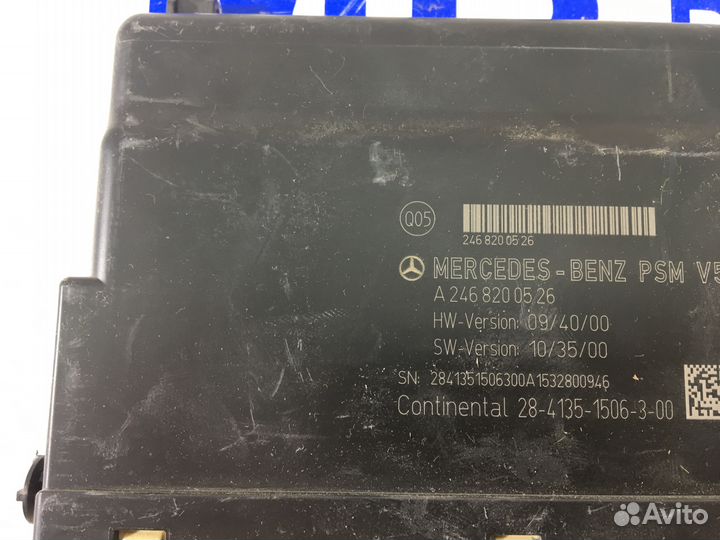 Q05
246 820 05 26
MERCEDES-BENZ PSM V5
A 246 820 05 26
HW-Version: 09/40/00
SW-Version: 10/35/00
SN: 2841351506300A1532800946
Continental 28-4135-1506-3-00
Avito